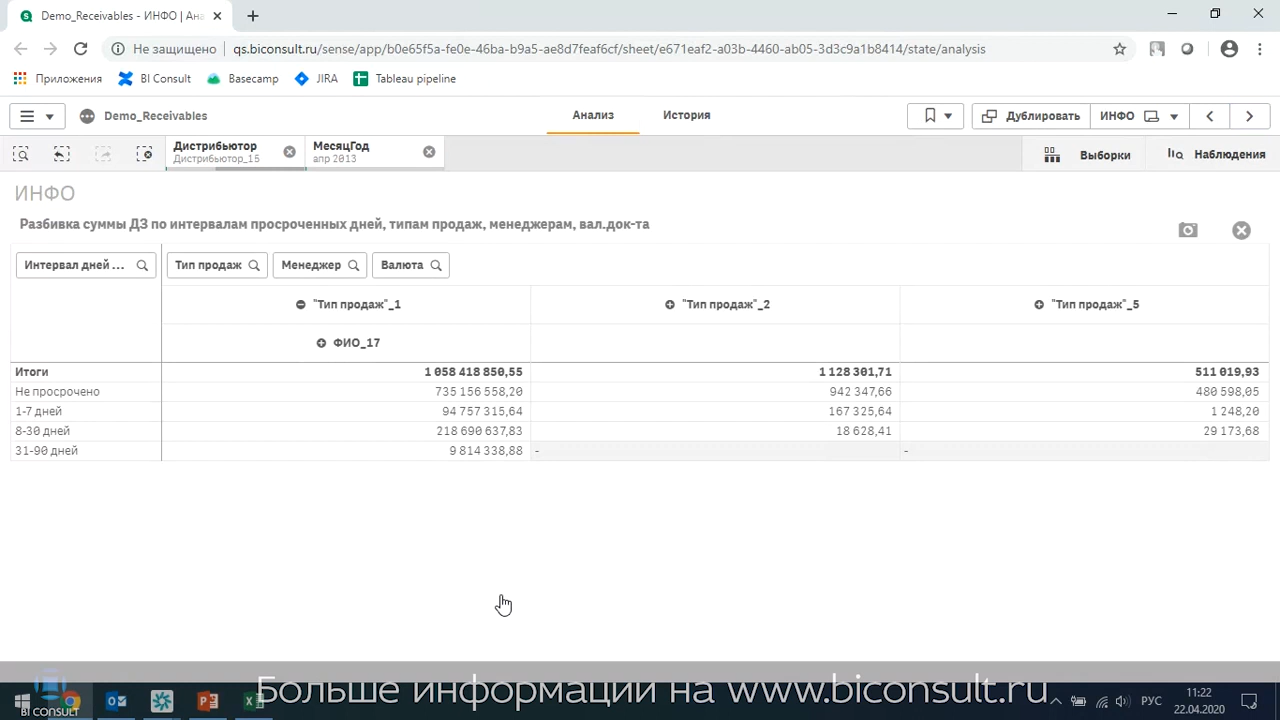 Demo_Receivables - ИНФО | Ана
Не защищено qs.biconsult.ru/sense/app/b0e65f5a-fe0e-46ba-b9a5-ae8d7feaf6cf/sheet/e671eaf2-a03b-4460-ab05-3d3c9a1b8414/state/analysis
Приложения BI Consult Basecamp JIRA Tableau pipeline
Demo_Receivables Анализ История Дублировать ИНФО
Дистрибьютор МесяцГод
Дистрибьютор_15 апр 2013
Выборки Наблюдения
ИНФО
Разбивка суммы ДЗ по интервалам просроченных дней, типам продаж, менеджерам, вал.док-та
Интервал дней ... Тип продаж Менеджер Валюта
"Тип продаж"_1 "Тип продаж"_2 "Тип продаж"_5
ФИО_17
Итоги 1 058 418 850,55 1 128 301,71 511 019,93
Не просрочено 735 156 558,20 942 347,66 480 598,05
1-7 дней 94 757 315,64 167 325,64 1 248,20
8-30 дней 218 690 637,83 18 628,41 29 173,68
31-90 дней 9 814 338,88 - -
Больше информации на www.biconsult.ru
BI CONSULT
РУС
11:22
22.04.2020